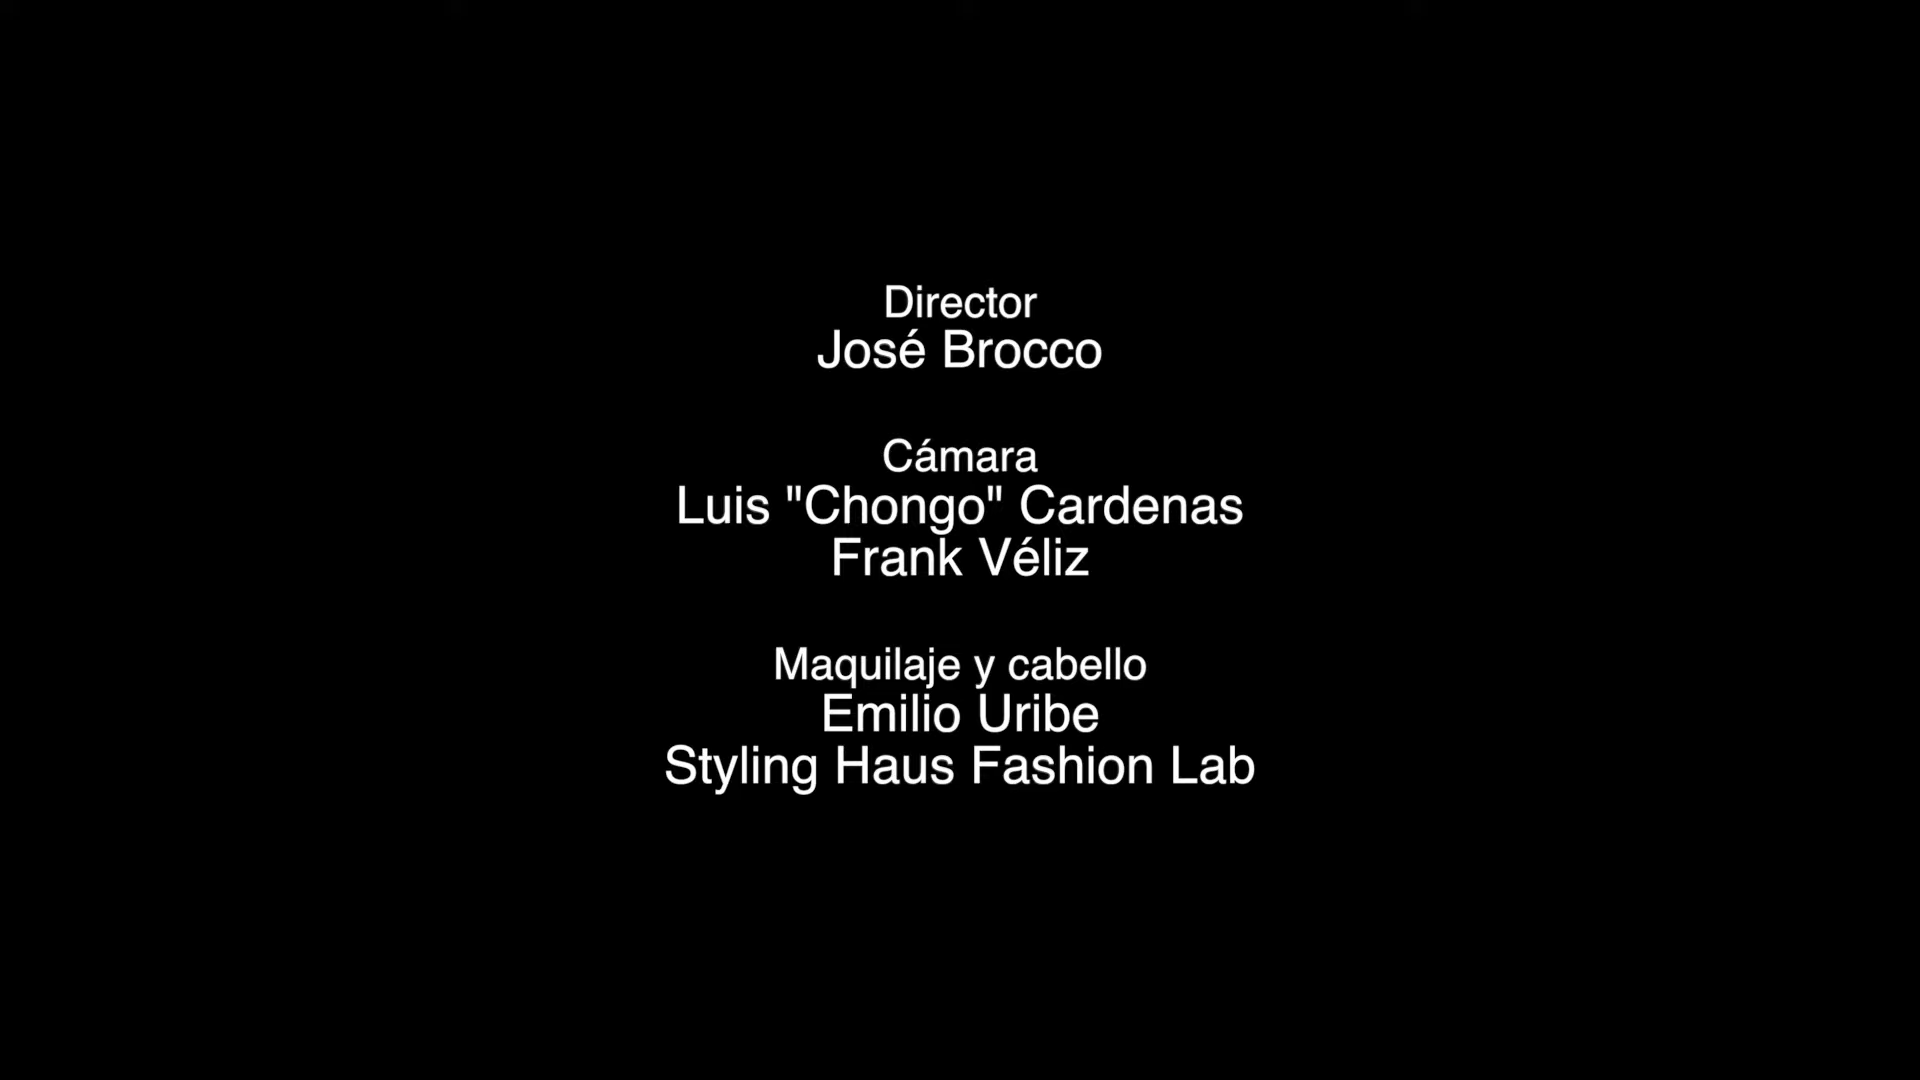 Director
José Brocco
Cámara
Luis "Chongo" Cardenas
Frank Véliz
Maquilaje y cabello
Emilio Uribe
Styling Haus Fashion Lab